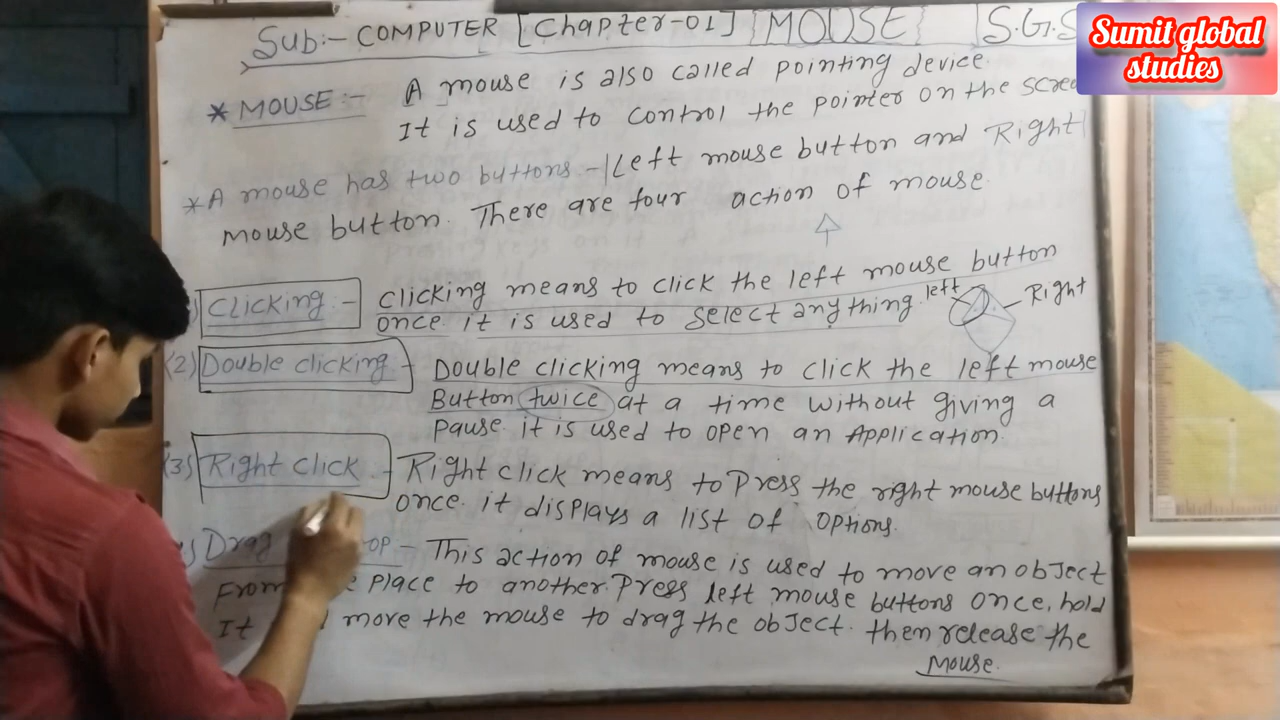 Sub:- COMPUTER [Chapter-01] [MOUSE] S.G.S
Sumit global
studies
* MOUSE:- A mouse is also called pointing device.
It is used to control the pointer on the scree
* A mouse has two buttons - Left mouse button and Right
mouse button. There are four action of mouse.
Clicking:- Clicking means to click the left mouse button
once. it is used to select anything. left Right
(2) Double clicking - Double clicking means to click the left mouse
Button twice at a time without giving a
pause. it is used to open an Application.
(3) Right click - Right click means to Press the right mouse buttons
once. it displays a list of options.
Drag OP - This action of mouse is used to move an object
From place to another. Press left mouse buttons once, hold
It move the mouse to drag the object. then release the
mouse.